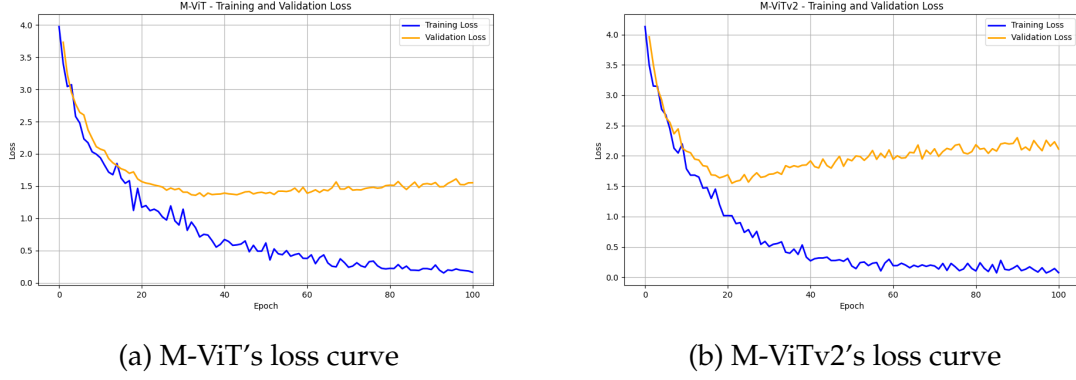 M-ViT - Training and Validation Loss
Training Loss
Validation Loss
4.0
3.5
3.0
2.5
2.0
1.5
1.0
0.5
0.0
Loss
0
20
40
60
80
100
Epoch
(a) M-ViT's loss curve
M-ViTv2 - Training and Validation Loss
Training Loss
Validation Loss
4.0
3.5
3.0
2.5
2.0
1.5
1.0
0.5
0.0
Loss
0
20
40
60
80
100
Epoch
(b) M-ViTv2's loss curve